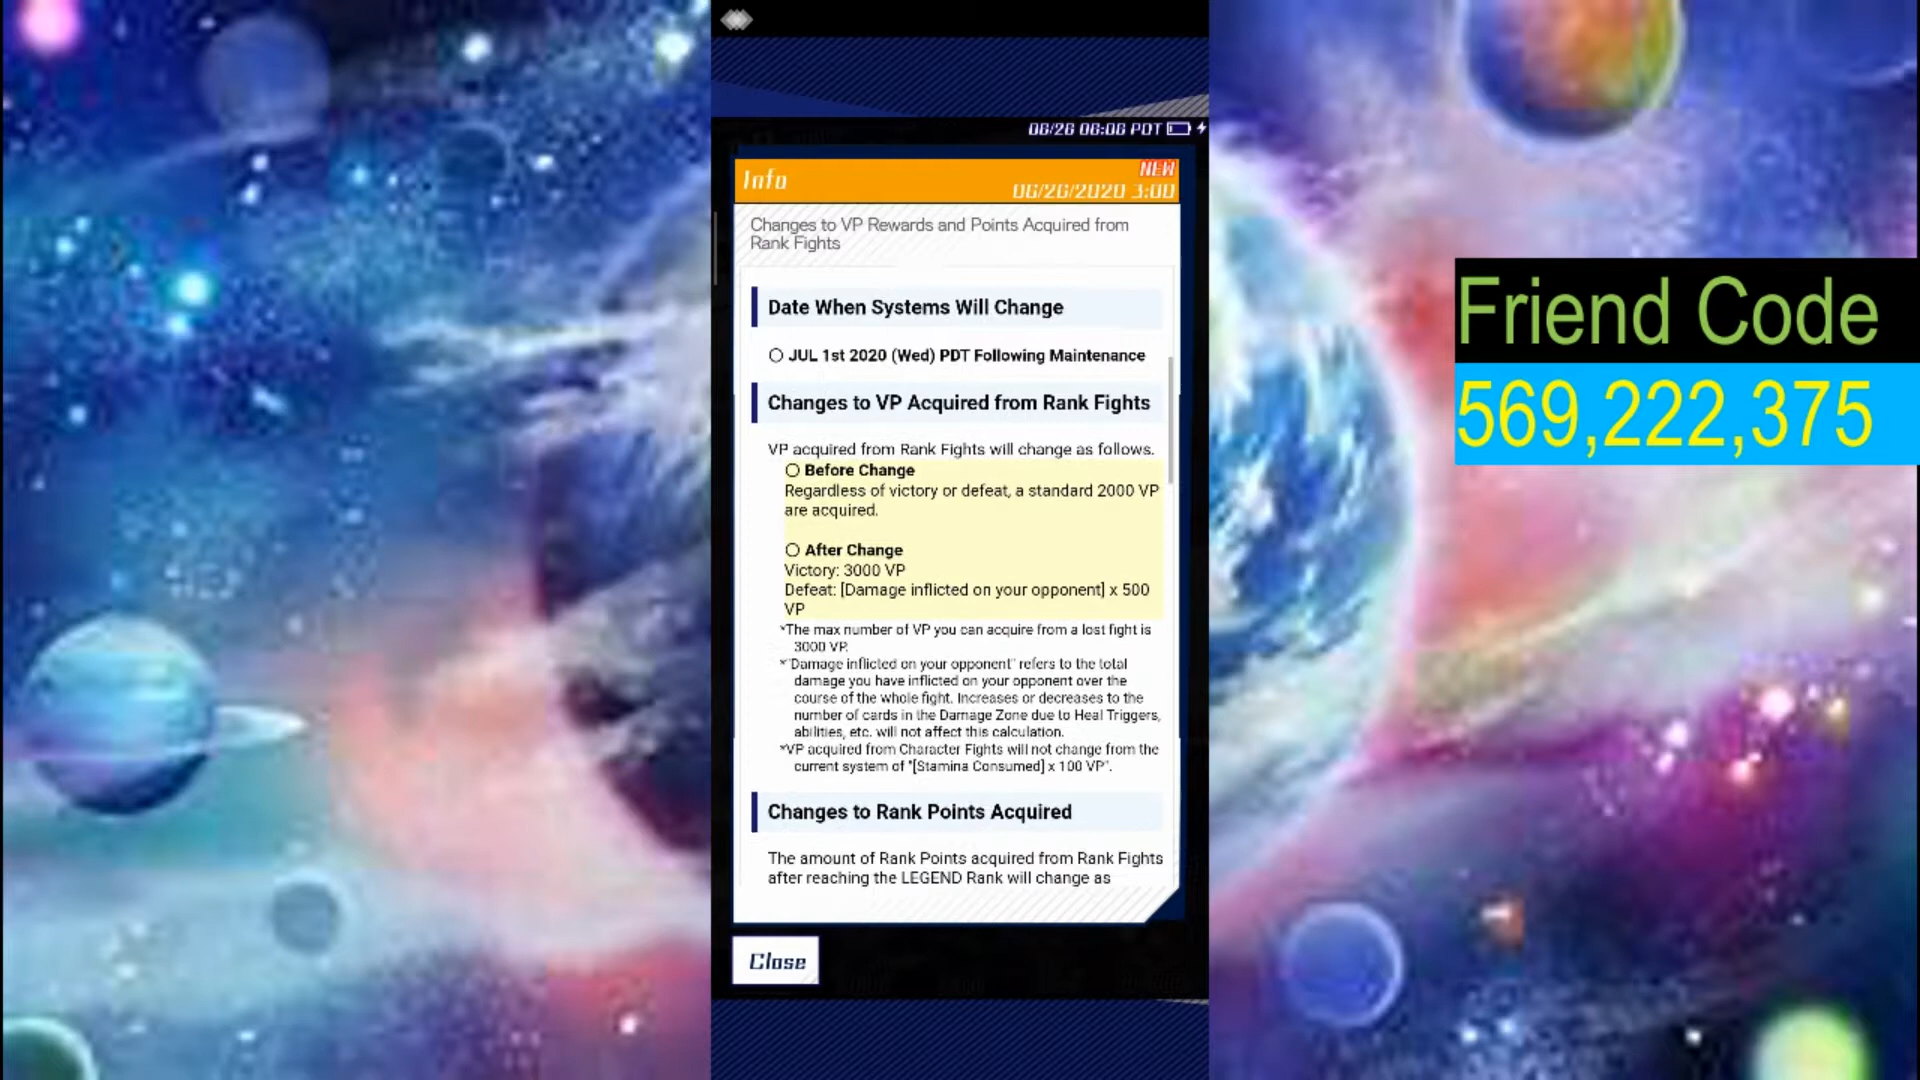 06/26 06:06 PDT
Info
NEW
06/26/2020 3:00
Changes to VP Rewards and Points Acquired from
Rank Fights
Date When Systems Will Change
○ JUL 1st 2020 (Wed) PDT Following Maintenance
Changes to VP Acquired from Rank Fights
VP acquired from Rank Fights will change as follows.
○ Before Change
Regardless of victory or defeat, a standard 2000 VP
are acquired.
○ After Change
Victory: 3000 VP
Defeat: [Damage inflicted on your opponent] x 500
VP
*The max number of VP you can acquire from a lost fight is
3000 VP.
*"Damage inflicted on your opponent" refers to the total
damage you have inflicted on your opponent over the
course of the whole fight. Increases or decreases to the
number of cards in the Damage Zone due to Heal Triggers,
abilities, etc. will not affect this calculation.
*VP acquired from Character Fights will not change from the
current system of "[Stamina Consumed] x 100 VP".
Changes to Rank Points Acquired
The amount of Rank Points acquired from Rank Fights
after reaching the LEGEND Rank will change as
Close
Friend Code
569,222,375